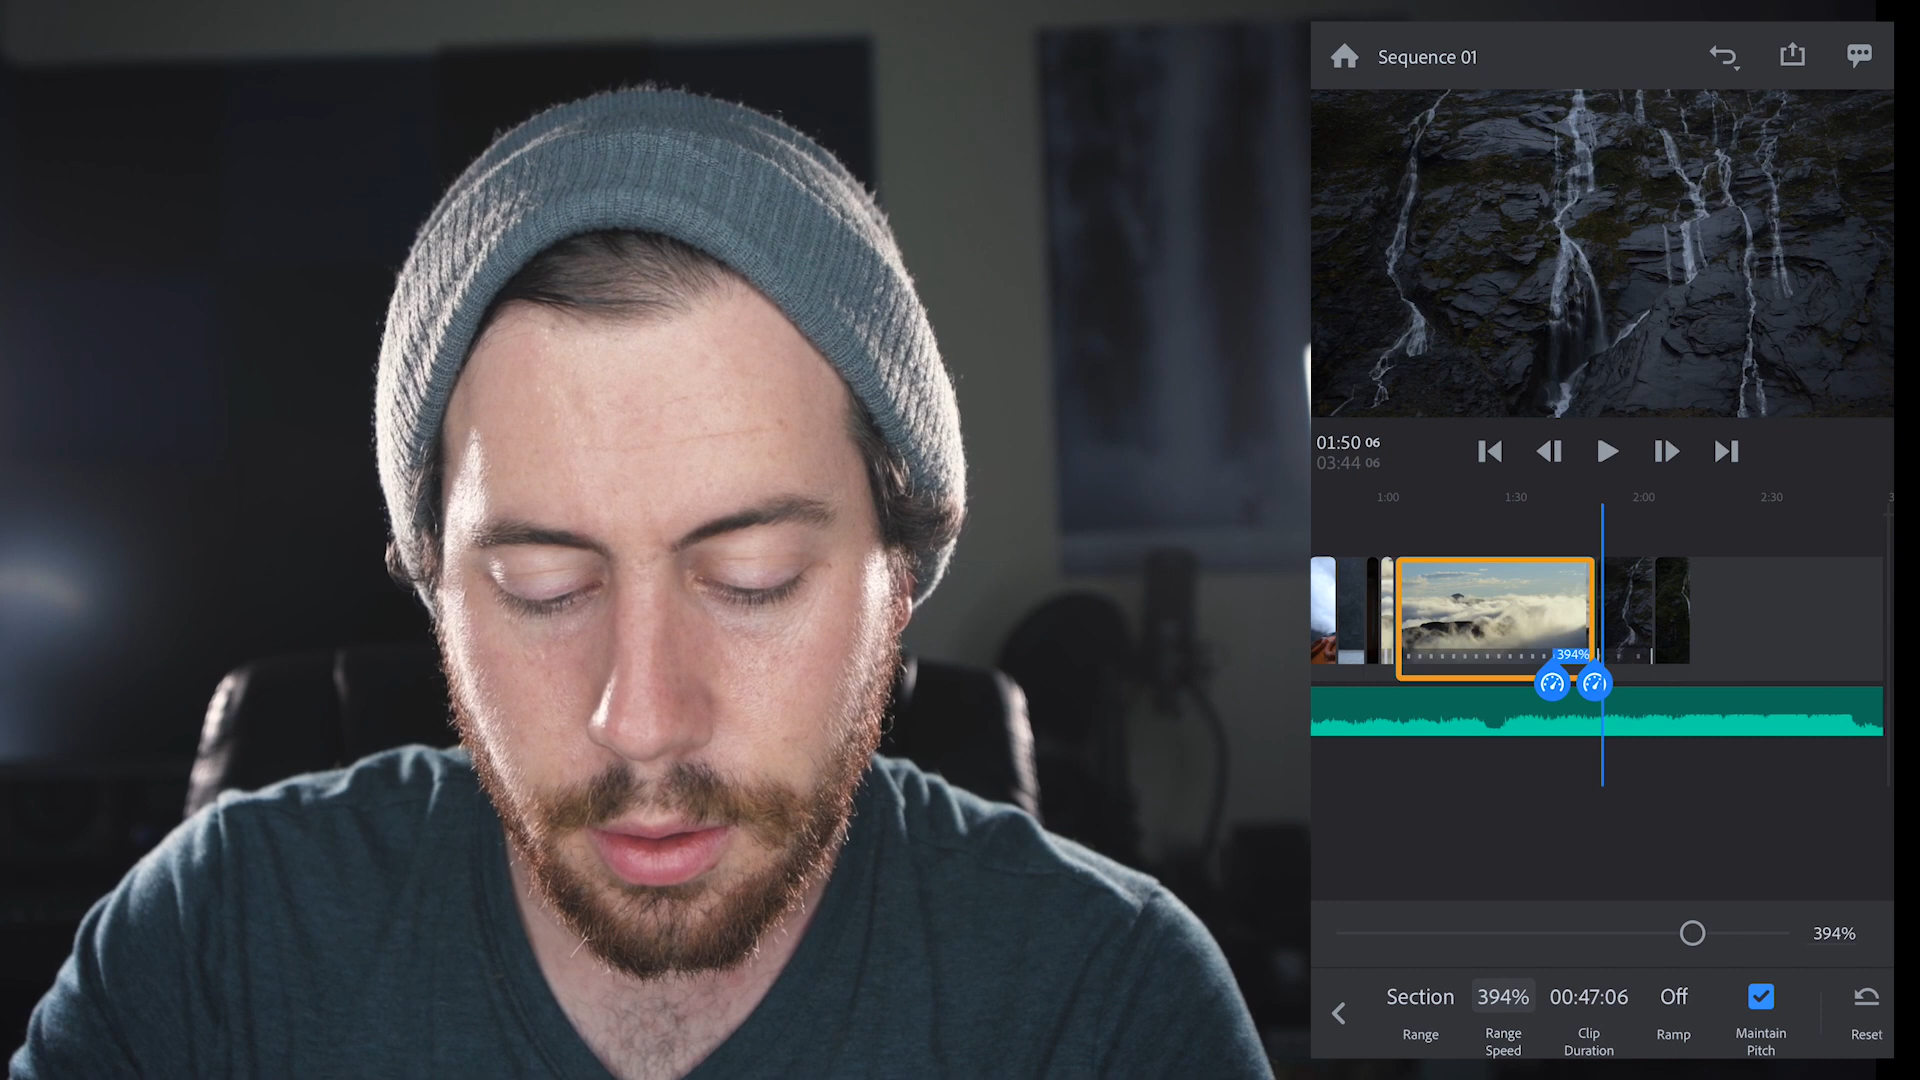 Sequence 01
01:50 06
03:44 06
1:00 1:30 2:00 2:30 3
394%
394%
Section 394% 00:47:06 Off
Range Range Speed Clip Duration Ramp Maintain Pitch Reset